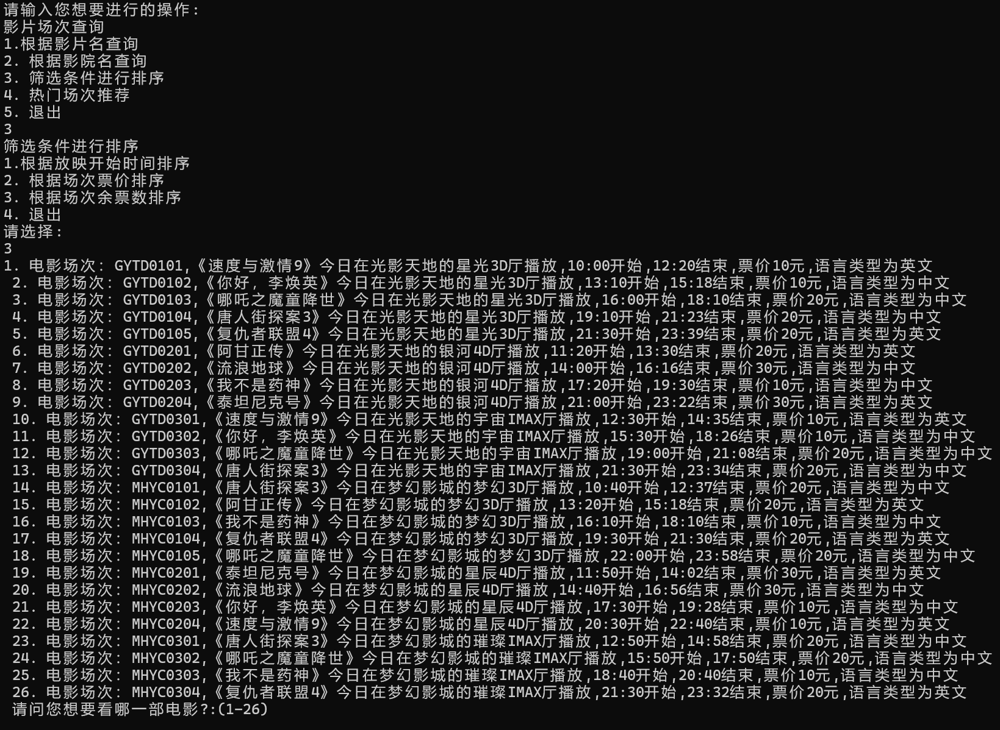 请输入您想要进行的操作:
影片场次查询
1.根据影片名查询
2. 根据影院名查询
3. 筛选条件进行排序
4. 热门场次推荐
5. 退出
3
筛选条件进行排序
1.根据放映开始时间排序
2. 根据场次票价排序
3. 根据场次余票数排序
4. 退出
请选择:
3
1. 电影场次: GYTD0101,《速度与激情9》今日在光影天地的星光3D厅播放,10:00开始,12:20结束,票价10元,语言类型为英文
2. 电影场次: GYTD0102,《你好, 李焕英》今日在光影天地的星光3D厅播放,13:10开始,15:18结束,票价10元,语言类型为中文
3. 电影场次: GYTD0103,《哪吒之魔童降世》今日在光影天地的星光3D厅播放,16:00开始,18:10结束,票价20元,语言类型为中文
4. 电影场次: GYTD0104,《唐人街探案3》今日在光影天地的星光3D厅播放,19:10开始,21:23结束,票价20元,语言类型为中文
5. 电影场次: GYTD0105,《复仇者联盟4》今日在光影天地的星光3D厅播放,21:30开始,23:39结束,票价20元,语言类型为英文
6. 电影场次: GYTD0201,《阿甘正传》今日在光影天地的银河4D厅播放,11:20开始,13:30结束,票价20元,语言类型为英文
7. 电影场次: GYTD0202,《流浪地球》今日在光影天地的银河4D厅播放,14:00开始,16:16结束,票价30元,语言类型为中文
8. 电影场次: GYTD0203,《我不是药神》今日在光影天地的银河4D厅播放,17:20开始,19:30结束,票价10元,语言类型为中文
9. 电影场次: GYTD0204,《泰坦尼克号》今日在光影天地的银河4D厅播放,21:00开始,23:22结束,票价30元,语言类型为英文
10. 电影场次: GYTD0301,《速度与激情9》今日在光影天地的宇宙IMAX厅播放,12:30开始,14:35结束,票价10元,语言类型为英文
11. 电影场次: GYTD0302,《你好, 李焕英》今日在光影天地的宇宙IMAX厅播放,15:30开始,18:26结束,票价10元,语言类型为中文
12. 电影场次: GYTD0303,《哪吒之魔童降世》今日在光影天地的宇宙IMAX厅播放,19:00开始,21:08结束,票价20元,语言类型为中文
13. 电影场次: GYTD0304,《唐人街探案3》今日在光影天地的宇宙IMAX厅播放,21:30开始,23:34结束,票价20元,语言类型为中文
14. 电影场次: MHYC0101,《唐人街探案3》今日在梦幻影城的梦幻3D厅播放,10:40开始,12:37结束,票价20元,语言类型为中文
15. 电影场次: MHYC0102,《阿甘正传》今日在梦幻影城的梦幻3D厅播放,13:20开始,15:18结束,票价20元,语言类型为英文
16. 电影场次: MHYC0103,《我不是药神》今日在梦幻影城的梦幻3D厅播放,16:10开始,18:10结束,票价10元,语言类型为中文
17. 电影场次: MHYC0104,《复仇者联盟4》今日在梦幻影城的梦幻3D厅播放,19:30开始,21:30结束,票价20元,语言类型为英文
18. 电影场次: MHYC0105,《哪吒之魔童降世》今日在梦幻影城的梦幻3D厅播放,22:00开始,23:58结束,票价20元,语言类型为中文
19. 电影场次: MHYC0201,《泰坦尼克号》今日在梦幻影城的星辰4D厅播放,11:50开始,14:02结束,票价30元,语言类型为英文
20. 电影场次: MHYC0202,《流浪地球》今日在梦幻影城的星辰4D厅播放,14:40开始,16:56结束,票价30元,语言类型为中文
21. 电影场次: MHYC0203,《你好, 李焕英》今日在梦幻影城的星辰4D厅播放,17:30开始,19:28结束,票价10元,语言类型为中文
22. 电影场次: MHYC0204,《速度与激情9》今日在梦幻影城的星辰4D厅播放,20:30开始,22:40结束,票价10元,语言类型为英文
23. 电影场次: MHYC0301,《唐人街探案3》今日在梦幻影城的璀璨IMAX厅播放,12:50开始,14:58结束,票价20元,语言类型为中文
24. 电影场次: MHYC0302,《哪吒之魔童降世》今日在梦幻影城的璀璨IMAX厅播放,15:50开始,17:50结束,票价20元,语言类型为中文
25. 电影场次: MHYC0303,《我不是药神》今日在梦幻影城的璀璨IMAX厅播放,18:40开始,20:40结束,票价10元,语言类型为中文
26. 电影场次: MHYC0304,《复仇者联盟4》今日在梦幻影城的璀璨IMAX厅播放,21:30开始,23:32结束,票价20元,语言类型为英文
请问您想要看哪一部电影?:(1-26)